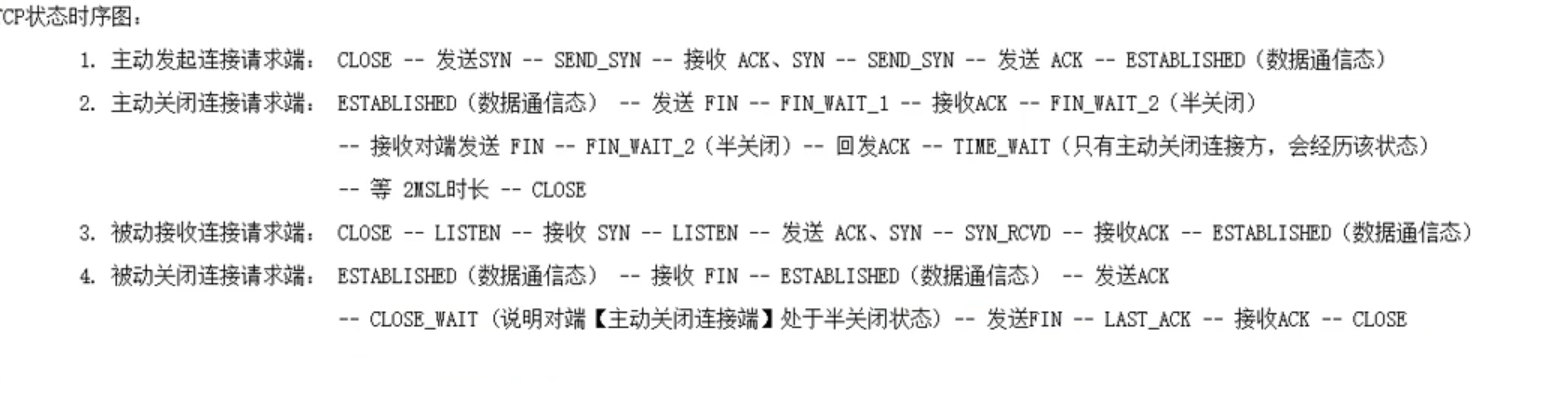 TCP状态时序图：
1. 主动发起连接请求端： CLOSE -- 发送SYN -- SEND_SYN -- 接收 ACK、SYN -- SEND_SYN -- 发送 ACK -- ESTABLISHED（数据通信态）
2. 主动关闭连接请求端： ESTABLISHED（数据通信态） -- 发送 FIN -- FIN_WAIT_1 -- 接收ACK -- FIN_WAIT_2（半关闭）
-- 接收对端发送 FIN -- FIN_WAIT_2（半关闭）-- 回发ACK -- TIME_WAIT（只有主动关闭连接方，会经历该状态）
-- 等 2MSL时长 -- CLOSE
3. 被动接收连接请求端： CLOSE -- LISTEN -- 接收 SYN -- LISTEN -- 发送 ACK、SYN -- SYN_RCVD -- 接收ACK -- ESTABLISHED（数据通信态）
4. 被动关闭连接请求端： ESTABLISHED（数据通信态） -- 接收 FIN -- ESTABLISHED（数据通信态） -- 发送ACK
-- CLOSE_WAIT (说明对端【主动关闭连接端】处于半关闭状态) -- 发送FIN -- LAST_ACK -- 接收ACK -- CLOSE